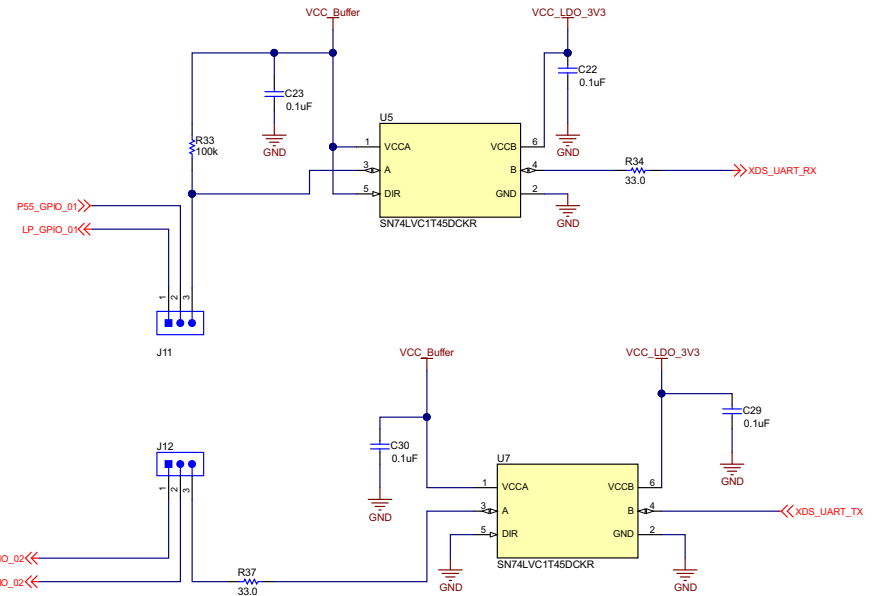 VCC_Buffer
VCC_LDO_3V3
C23
0.1uF
C22
0.1uF
GND
GND
R33
100k
U5
1
VCCA
VCCB
6
3
A
B
4
5
DIR
GND
2
SN74LVC1T45DCKR
R34
33.0
XDS_UART_RX
GND
P55_GPIO_01
LP_GPIO_01
1
2
3
J11
VCC_Buffer
VCC_LDO_3V3
C30
0.1uF
C29
0.1uF
GND
GND
J12
1
2
3
U7
1
VCCA
VCCB
6
3
A
B
4
5
DIR
GND
2
SN74LVC1T45DCKR
XDS_UART_TX
IO_02
IO_02
R37
33.0
GND
GND